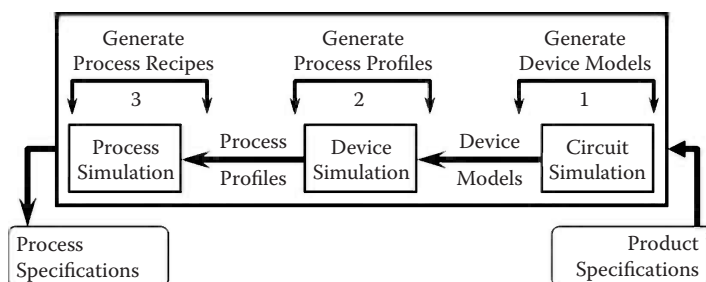 Generate
Process Recipes
3
Generate
Process Profiles
2
Generate
Device Models
1
Process
Simulation
Process
Profiles
Device
Simulation
Device
Models
Circuit
Simulation
Process
Specifications
Product
Specifications